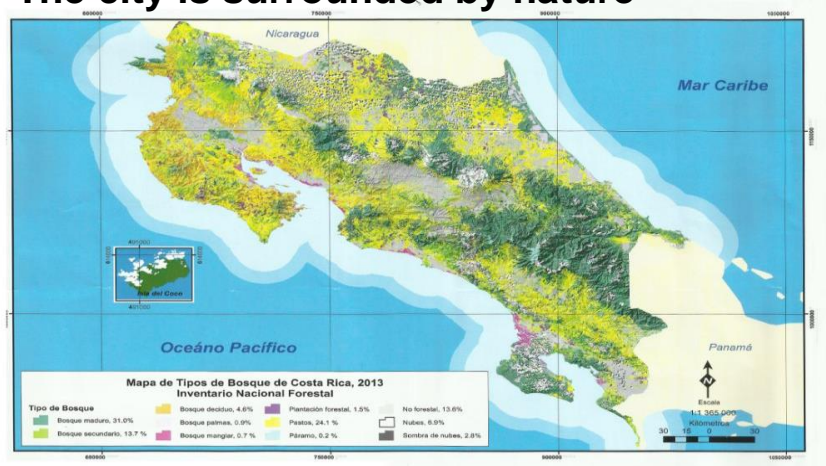 The city is surrounded by nature
Nicaragua
Mar Caribe
Isla del Coco
Océano Pacífico
Panamá
Escala
1:1 365 000
Kilómetros
30 15 0 30
Mapa de Tipos de Bosque de Costa Rica, 2013
Inventario Nacional Forestal
Tipo de Bosque
Bosque maduro, 31.0%
Bosque secundario, 13.7 %
Bosque deciduo, 4.6%
Bosque palmas, 0.9%
Bosque manglar, 0.7 %
Plantación forestal, 1.5%
Pastos, 24.1 %
Páramo, 0.2 %
No forestal, 13.6%
Nubes, 6.9%
Sombra de nubes, 2.8%